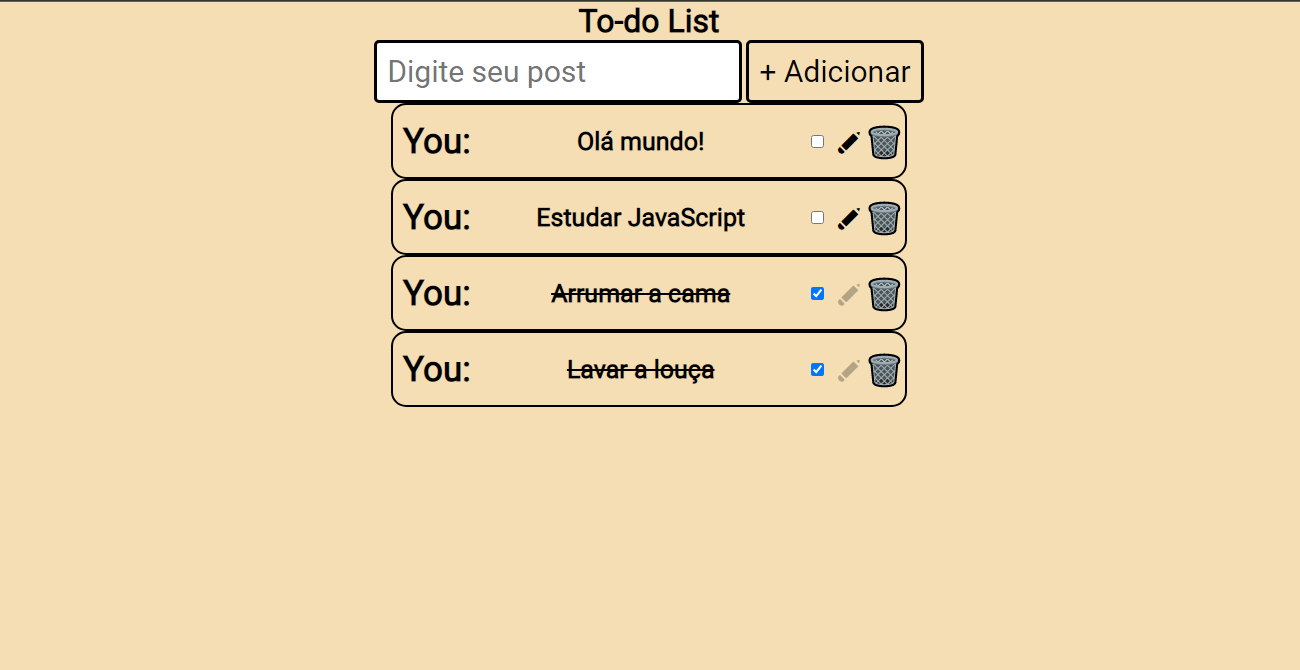 To-do List
Digite seu post + Adicionar
You: Olá mundo!
You: Estudar JavaScript
You: Arrumar a cama
You: Lavar a louça